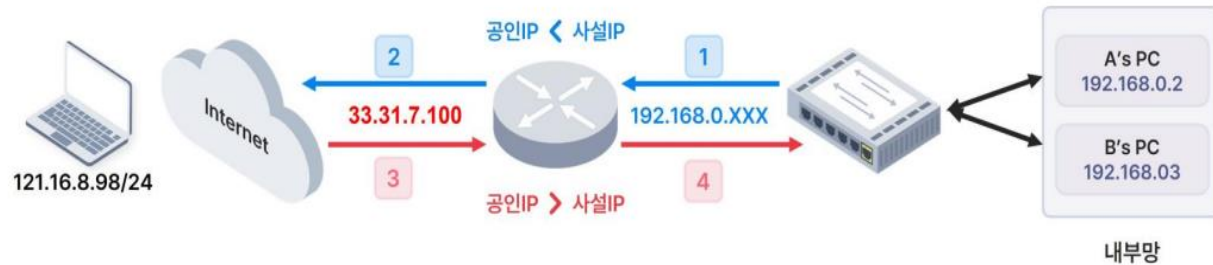 공인IP < 사설IP
2
1
A's PC
192.168.0.2
Internet
33.31.7.100
192.168.0.XXX
B's PC
192.168.03
121.16.8.98/24
3
4
공인IP > 사설IP
내부망